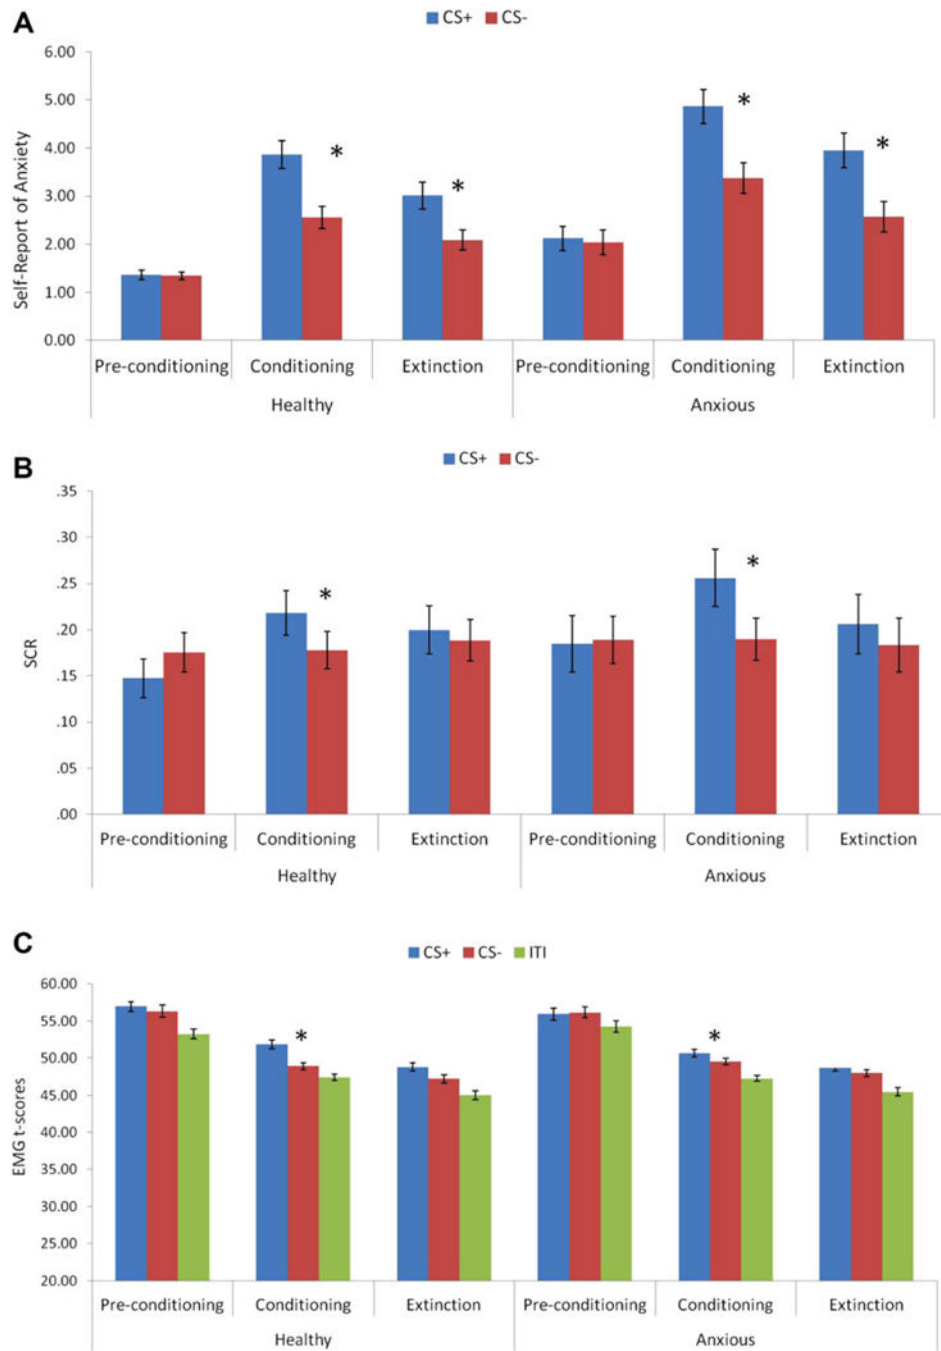 A
CS+ CS-
Self-Report of Anxiety
6.00
5.00
4.00
3.00
2.00
1.00
0.00
* * * *
Pre-conditioning Conditioning Extinction Pre-conditioning Conditioning Extinction
Healthy Anxious
B
CS+ CS-
SCR
.35
.30
.25
.20
.15
.10
.05
.00
* *
Pre-conditioning Conditioning Extinction Pre-conditioning Conditioning Extinction
Healthy Anxious
C
CS+ CS- ITI
EMG t-scores
60.00
55.00
50.00
45.00
40.00
35.00
30.00
25.00
20.00
* *
Pre-conditioning Conditioning Extinction Pre-conditioning Conditioning Extinction
Healthy Anxious